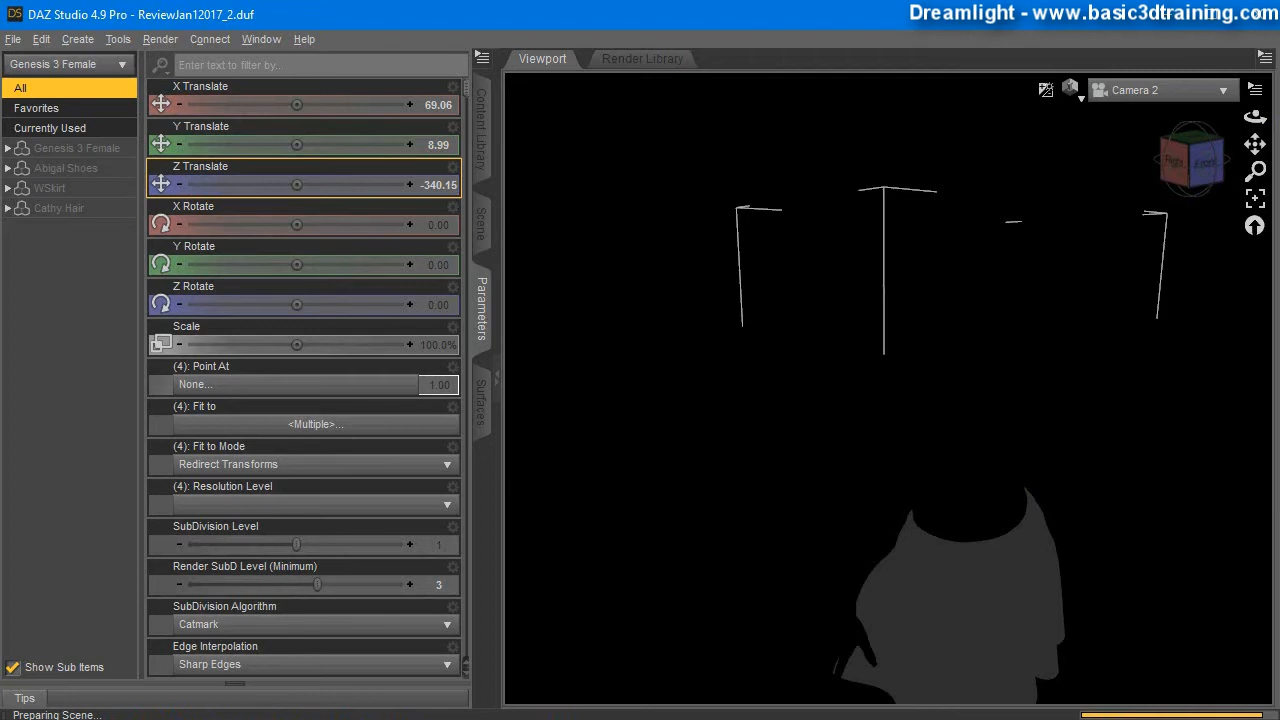 DAZ Studio 4.9 Pro - ReviewJan12017_2.duf
Dreamlight - www.basic3dtraining.com
File Edit Create Tools Render Connect Window Help
Genesis 3 Female
All
Favorites
Currently Used
Genesis 3 Female
Abigal Shoes
WSkirt
Cathy Hair
Show Sub Items
Tips
Preparing Scene...
Enter text to filter by...
X Translate
69.06
Y Translate
8.99
Z Translate
-340.15
X Rotate
0.00
Y Rotate
0.00
Z Rotate
0.00
Scale
100.0%
(4): Point At
None... 1.00
(4): Fit to
<Multiple>...
(4): Fit to Mode
Redirect Transforms
(4): Resolution Level
SubDivision Level
1
Render SubD Level (Minimum)
3
SubDivision Algorithm
Catmark
Edge Interpolation
Sharp Edges
Content Library
Scene
Parameters
Surfaces
Viewport Render Library
Camera 2